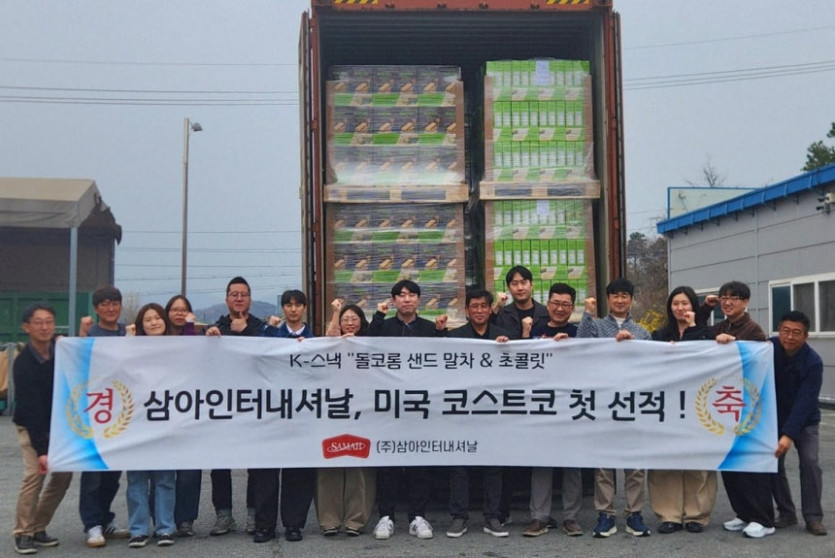 K-스낵 "돌코롬 샌드 말차 & 초콜릿"
경 삼아인터내셔날, 미국 코스트코 첫 선적 ! 축
SAMAII (주)삼아인터내셔날